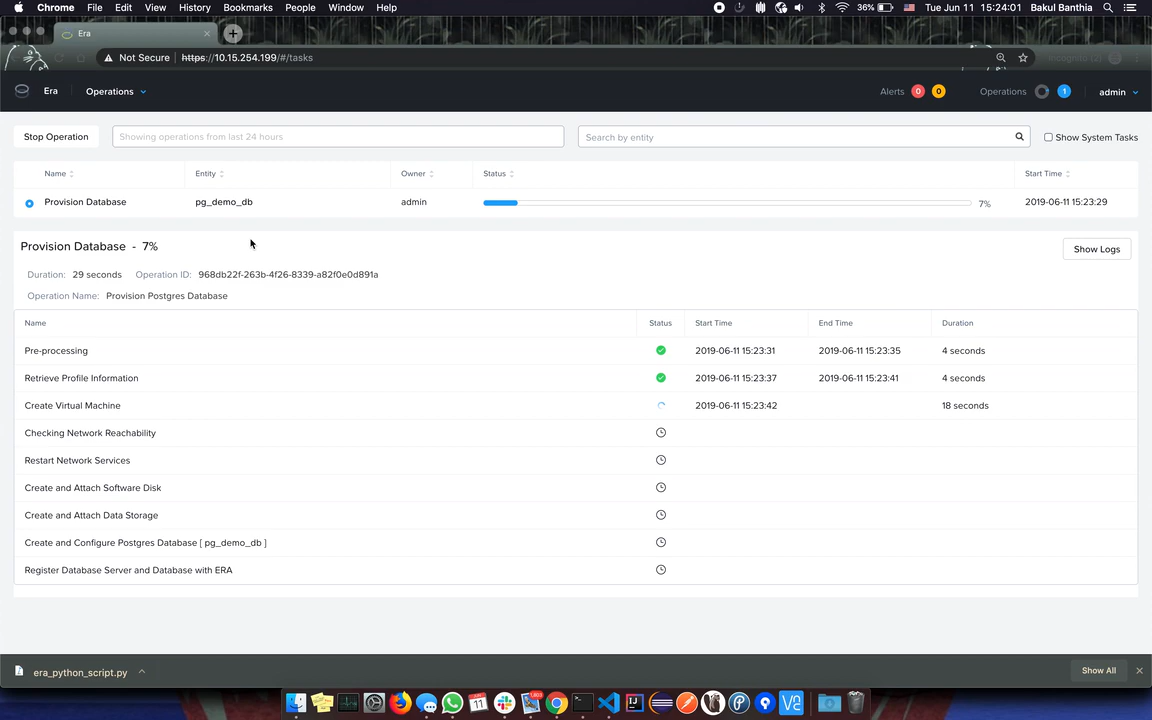 Chrome File Edit View History Bookmarks People Window Help 36% Tue Jun 11 15:24:01 Bakul Banthia
Era
Not Secure https://10.15.254.199/#/tasks Incognito (2)
Era Operations Alerts 0 0 Operations 1 admin
Stop Operation Showing operations from last 24 hours Search by entity Show System Tasks
Name Entity Owner Status Start Time
Provision Database pg_demo_db admin 7% 2019-06-11 15:23:29
Provision Database - 7% Show Logs
Duration: 29 seconds Operation ID: 968db22f-263b-4f26-8339-a82f0e0d891a
Operation Name: Provision Postgres Database
Name Status Start Time End Time Duration
Pre-processing 2019-06-11 15:23:31 2019-06-11 15:23:35 4 seconds
Retrieve Profile Information 2019-06-11 15:23:37 2019-06-11 15:23:41 4 seconds
Create Virtual Machine 2019-06-11 15:23:42 18 seconds
Checking Network Reachability
Restart Network Services
Create and Attach Software Disk
Create and Attach Data Storage
Create and Configure Postgres Database [ pg_demo_db ]
Register Database Server and Database with ERA
era_python_script.py Show All